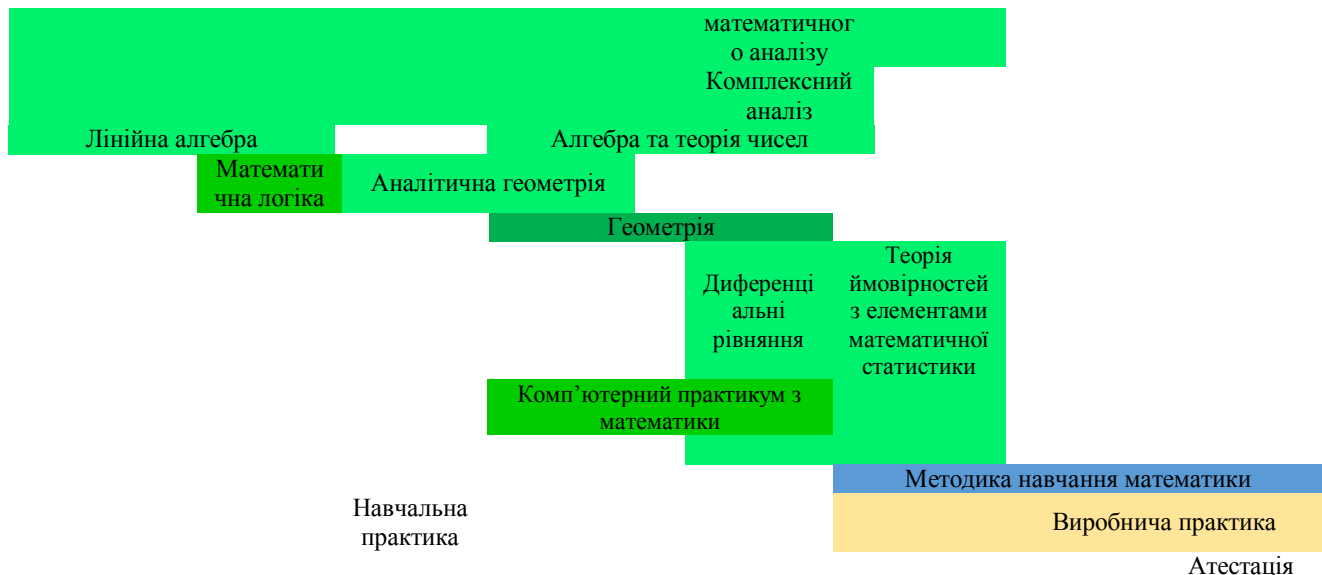 математичног
о аналізу
Комплексний
аналіз
Лінійна алгебра
Алгебра та теорія чисел
Математи
чна логіка
Аналітична геометрія
Геометрія
Диференці
альні
рівняння
Теорія
ймовірностей
з елементами
математичної
статистики
Комп’ютерний практикум з
математики
Методика навчання математики
Навчальна
практика
Виробнича практика
Атестація